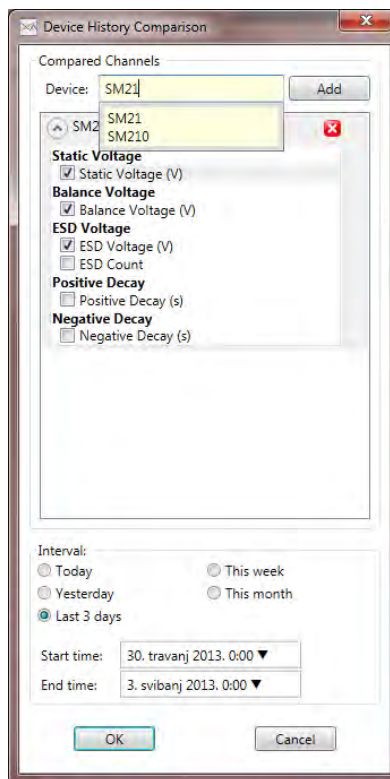 Device History Comparison
Compared Channels
Device: SM21 Add
SM21
SM210
SM2
Static Voltage
Static Voltage (V)
Balance Voltage
Balance Voltage (V)
ESD Voltage
ESD Voltage (V)
ESD Count
Positive Decay
Positive Decay (s)
Negative Decay
Negative Decay (s)
Interval:
Today This week
Yesterday This month
Last 3 days
Start time: 30. travanj 2013. 0:00 ▼
End time: 3. svibanj 2013. 0:00 ▼
OK Cancel